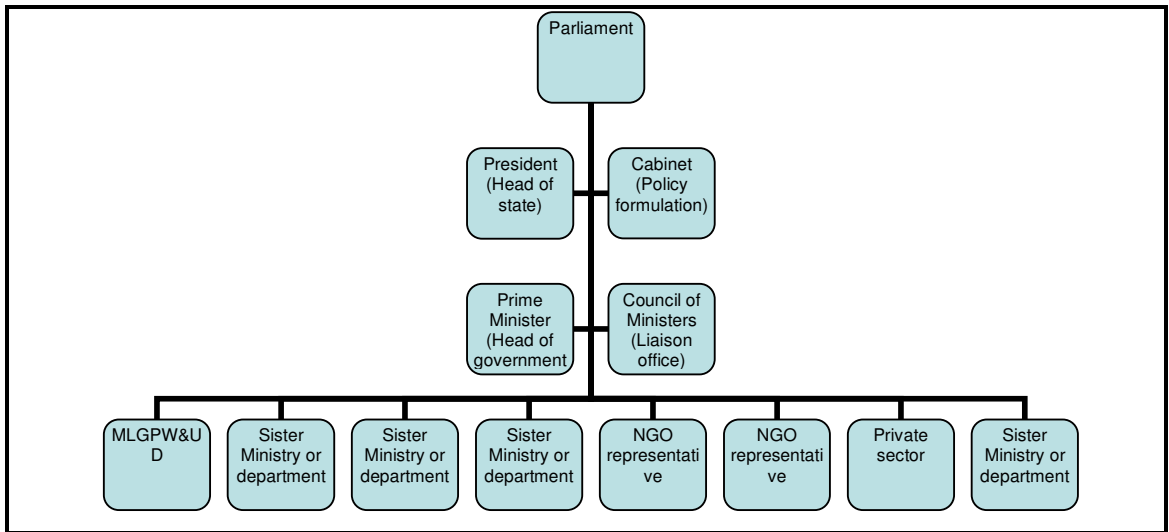 Parliament
President
(Head of
state)
Cabinet
(Policy
formulation)
Prime
Minister
(Head of
government
Council of
Ministers
(Liaison
office)
MLGPW&U
D
Sister
Ministry or
department
Sister
Ministry or
department
Sister
Ministry or
department
NGO
representati
ve
NGO
representati
ve
Private
sector
Sister
Ministry or
department